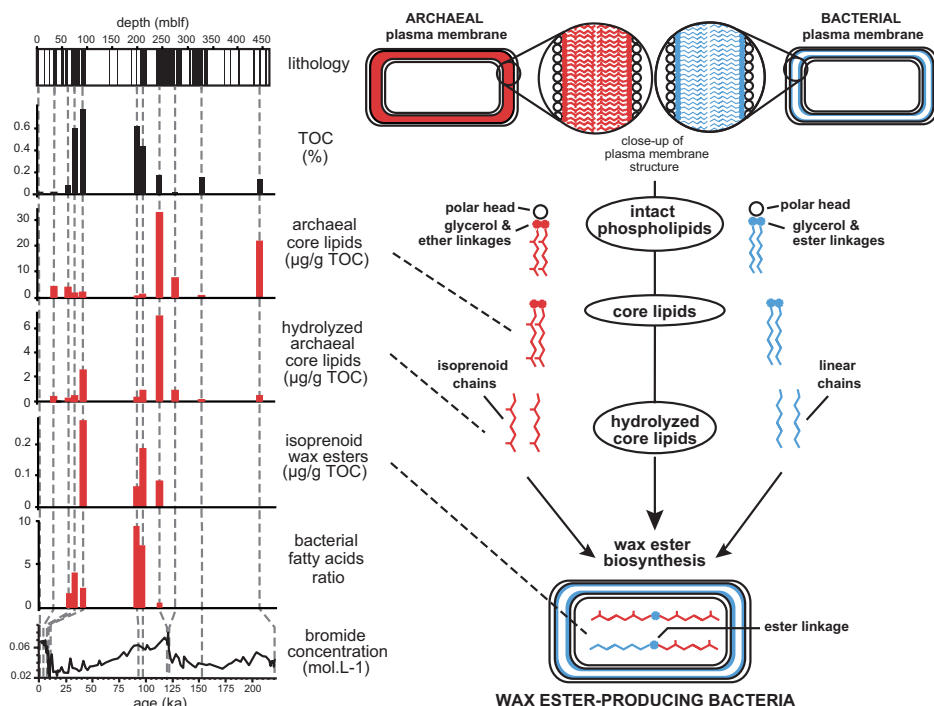 depth (mblf)
0 50 100 150 200 250 300 350 400 450
lithology
0.6
0.4
0.2
0
TOC
(%)
30
20
10
0
archaeal
core lipids
(µg/g TOC)
6
4
2
0
hydrolyzed
archaeal
core lipids
(µg/g TOC)
0.2
0.1
0
isoprenoid
wax esters
(µg/g TOC)
10
5
0
bacterial
fatty acids
ratio
0.06
0.02
bromide
concentration
(mol.L-1)
0 25 50 75 100 125 150 175 200
age (ka)
ARCHAEAL
plasma membrane
BACTERIAL
plasma membrane
close-up of
plasma membrane
structure
polar head
glycerol &
ether linkages
intact
phospholipids
polar head
glycerol &
ester linkages
core lipids
isoprenoid
chains
linear
chains
hydrolyzed
core lipids
wax ester
biosynthesis
ester linkage
WAX ESTER-PRODUCING BACTERIA